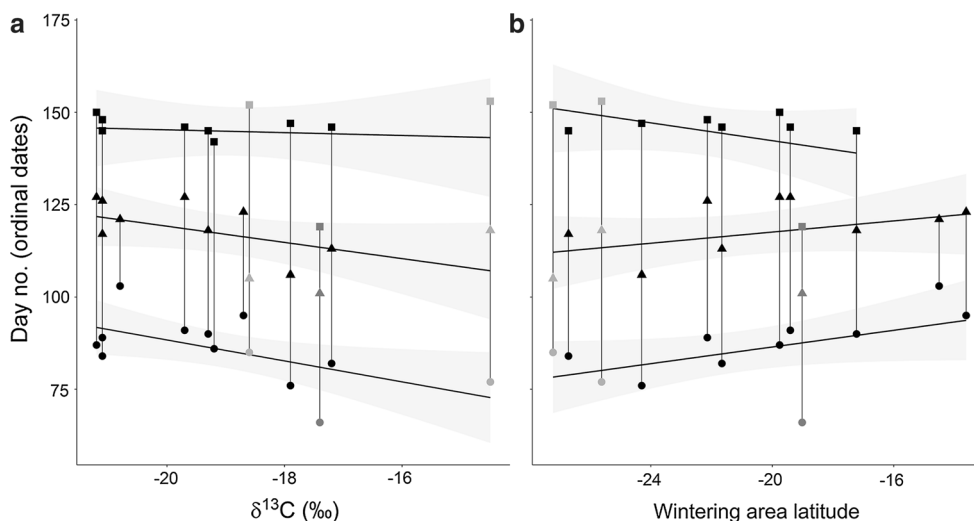 a
b
175
150
125
100
75
Day no. (ordinal dates)
-20
-18
-16
-24
-20
-16
δ¹³C (‰)
Wintering area latitude